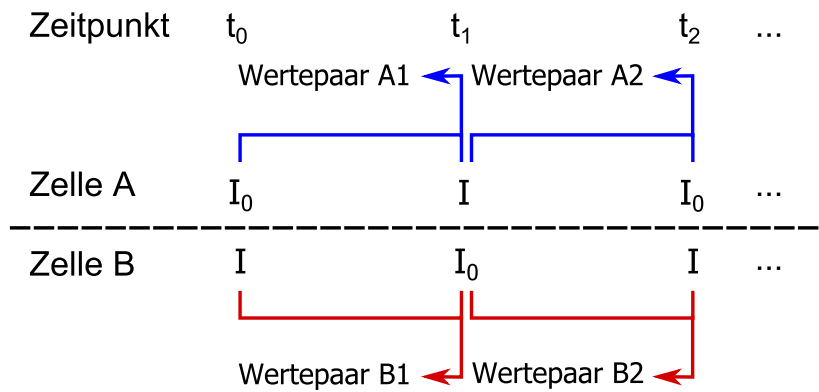 Zeitpunkt t₀ t₁ t₂ ...
Wertepaar A1 Wertepaar A2
Zelle A I₀ I I₀ ...
Zelle B I I₀ I ...
Wertepaar B1 Wertepaar B2